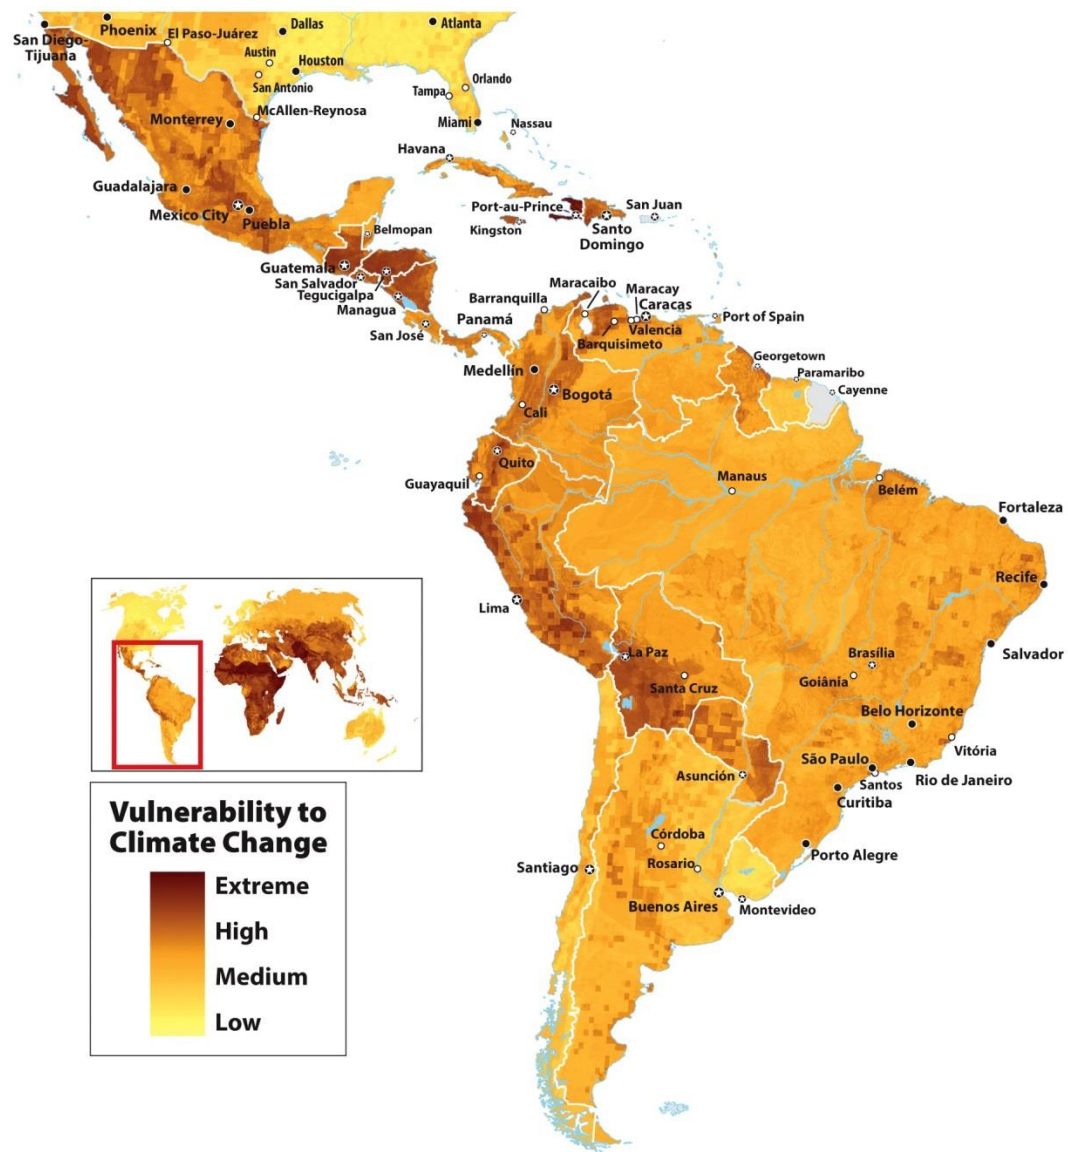 Phoenix
Dallas
Atlanta
San Diego-
Tijuana
El Paso-Juárez
Austin
Houston
San Antonio
Orlando
Tampa
McAllen-Reynosa
Monterrey
Miami
Nassau
Havana
Guadalajara
Mexico City
Puebla
Port-au-Prince
San Juan
Kingston
Santo
Domingo
Belmopan
Guatemala
San Salvador
Tegucigalpa
Managua
San José
Panamá
Barranquilla
Maracaibo
Maracay
Caracas
Valencia
Barquisimeto
Port of Spain
Georgetown
Paramaribo
Cayenne
Medellín
Bogotá
Cali
Quito
Guayaquil
Manaus
Belém
Fortaleza
Recife
Lima
La Paz
Salvador
Brasília
Santa Cruz
Goiânia
Belo Horizonte
Vitória
São Paulo
Asunción
Santos
Rio de Janeiro
Curitiba
Córdoba
Porto Alegre
Santiago
Rosario
Buenos Aires
Montevideo
Vulnerability to
Climate Change
Extreme
High
Medium
Low